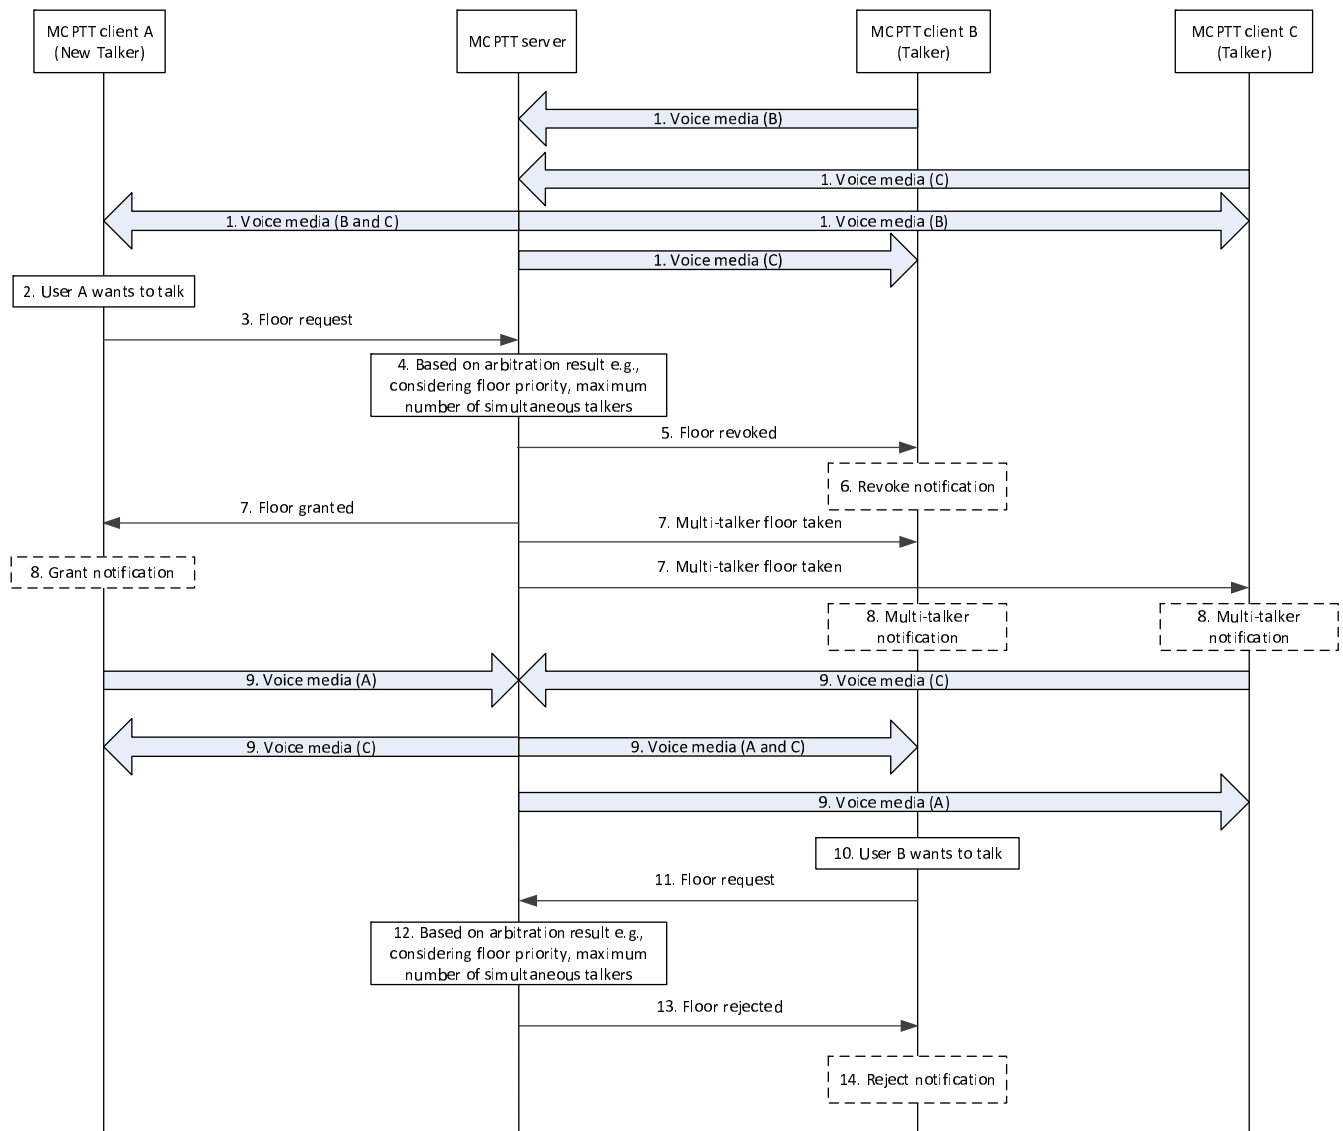 MCPTT client A
(New Talker)
MCPTT server
MCPTT client B
(Talker)
MCPTT client C
(Talker)
1. Voice media (B)
1. Voice media (C)
1. Voice media (B and C)
1. Voice media (B)
1. Voice media (C)
2. User A wants to talk
3. Floor request
4. Based on arbitration result e.g.,
considering floor priority, maximum
number of simultaneous talkers
5. Floor revoked
6. Revoke notification
7. Floor granted
7. Multi-talker floor taken
8. Grant notification
7. Multi-talker floor taken
8. Multi-talker
notification
8. Multi-talker
notification
9. Voice media (A)
9. Voice media (C)
9. Voice media (C)
9. Voice media (A and C)
9. Voice media (A)
10. User B wants to talk
11. Floor request
12. Based on arbitration result e.g.,
considering floor priority, maximum
number of simultaneous talkers
13. Floor rejected
14. Reject notification